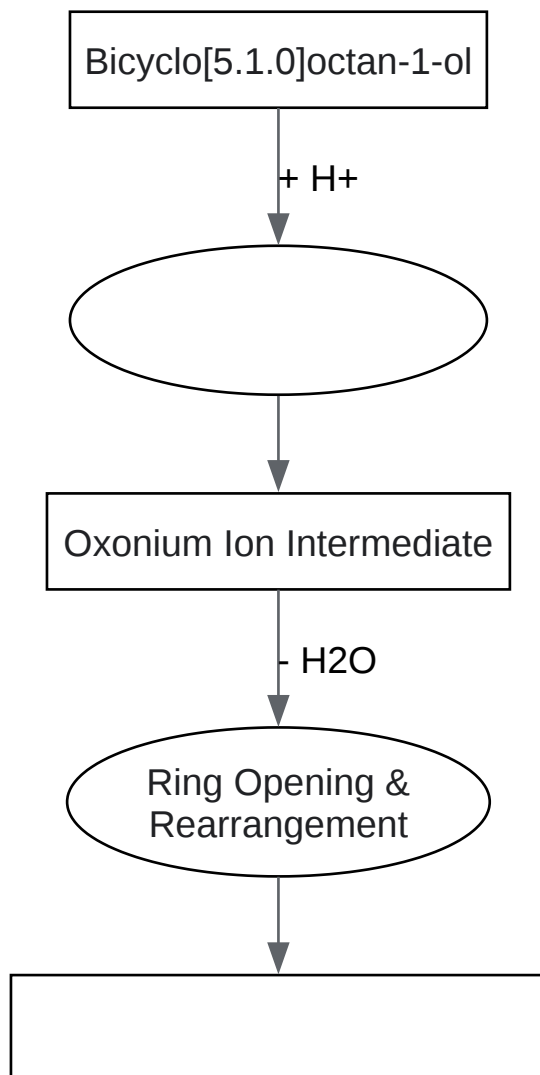 Bicyclo[5.1.0]octan-1-ol
+ H+
Oxonium Ion Intermediate
- H2O
Ring Opening &
Rearrangement